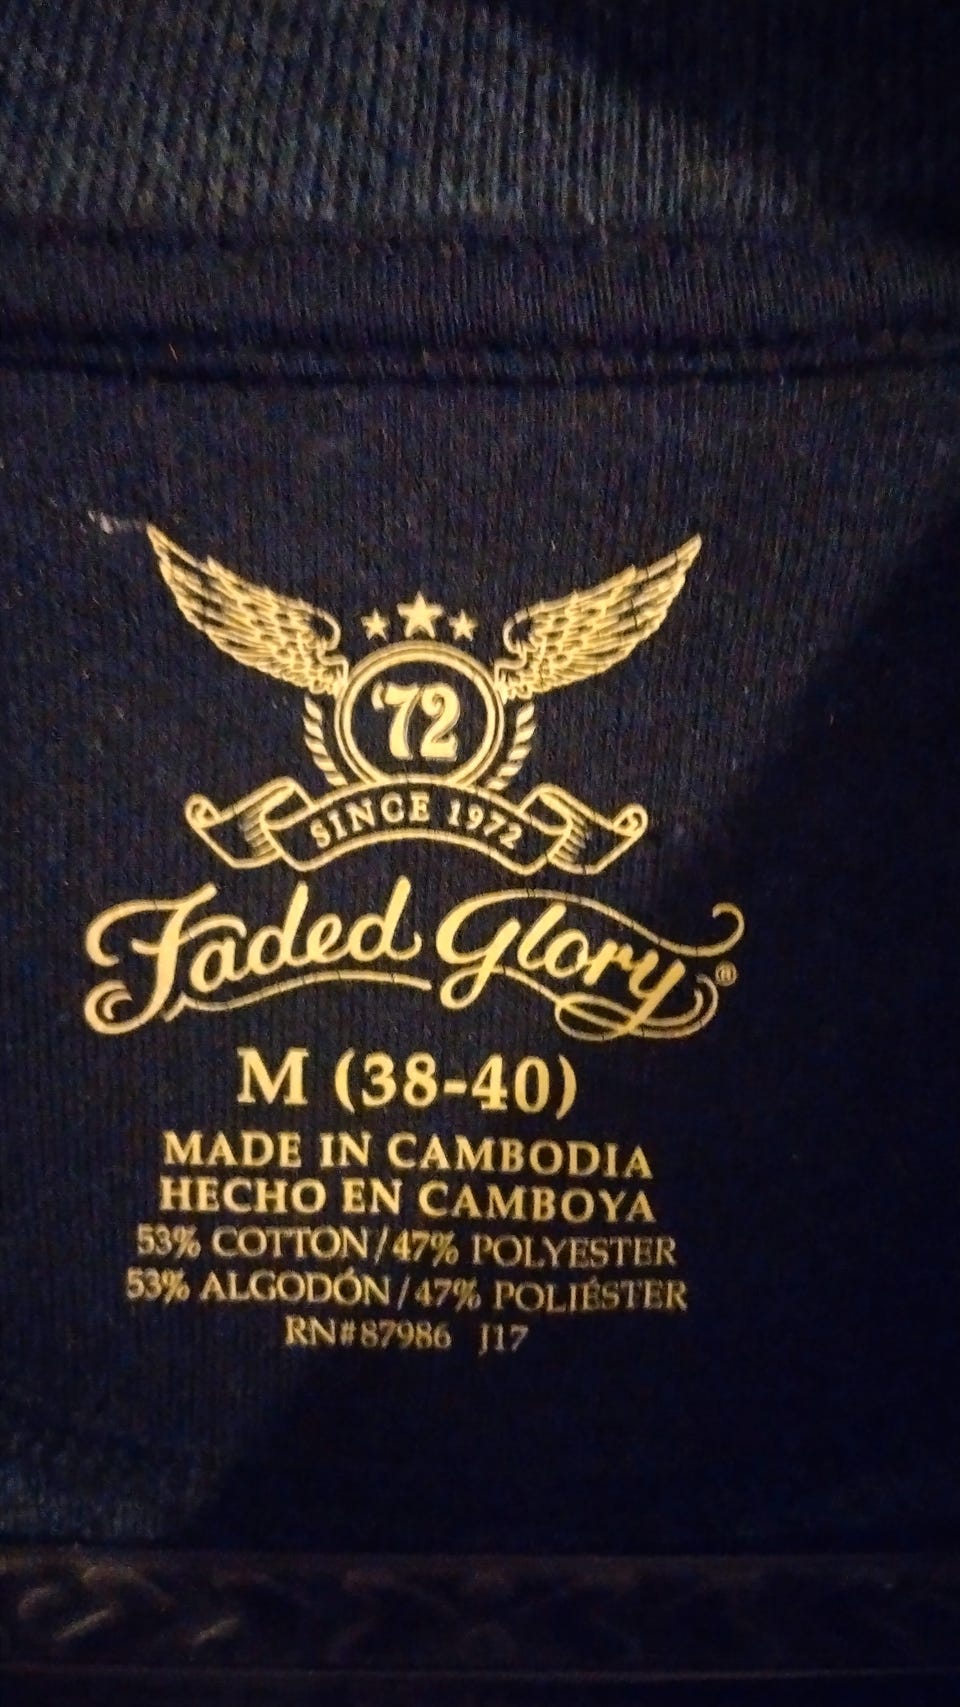 '72
SINCE 1972
Faded Glory®
M (38-40)
MADE IN CAMBODIA
HECHO EN CAMBOYA
53% COTTON/47% POLYESTER
53% ALGODÓN/47% POLIÉSTER
RN#87986 J17